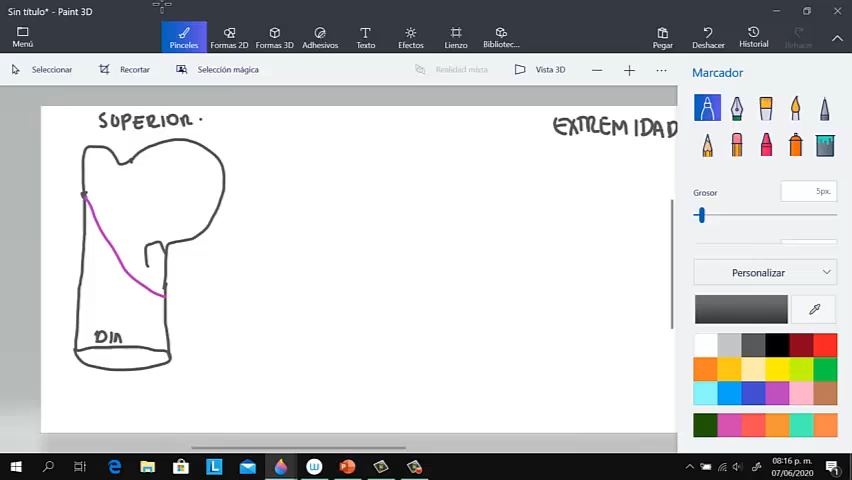 Sin título* - Paint 3D
Menú Pinceles Formas 2D Formas 3D Adhesivos Texto Efectos Lienzo Bibliotec... Pegar Deshacer Historial Rehacer
Seleccionar Recortar Selección mágica Realidad mixta Vista 3D
Marcador
SUPERIOR.
EXTREMIDAD
Grosor 5px.
Personalizar
DIA
08:16 p. m.
07/06/2020